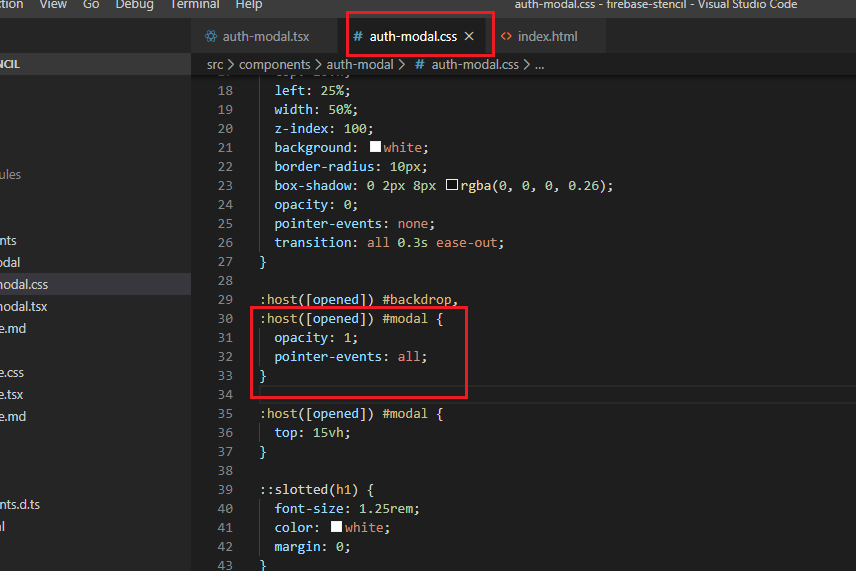 ction View Go Debug Terminal Help auth-modal.css - firebase-stencil - Visual Studio Code
auth-modal.tsx # auth-modal.css × <> index.html
NCIL src > components > auth-modal > # auth-modal.css > ...
18 left: 25%;
19 width: 50%;
20 z-index: 100;
21 background: white;
22 border-radius: 10px;
23 box-shadow: 0 2px 8px rgba(0, 0, 0, 0.26);
24 opacity: 0;
25 pointer-events: none;
26 transition: all 0.3s ease-out;
27 }
28
29 :host([opened]) #backdrop,
30 :host([opened]) #modal {
31 opacity: 1;
32 pointer-events: all;
33 }
34
35 :host([opened]) #modal {
36 top: 15vh;
37 }
38
39 ::slotted(h1) {
40 font-size: 1.25rem;
41 color: white;
42 margin: 0;
43 }
ules
nts
odal
modal.css
modal.tsx
e.md
e.css
e.tsx
e.md
nts.d.ts
l